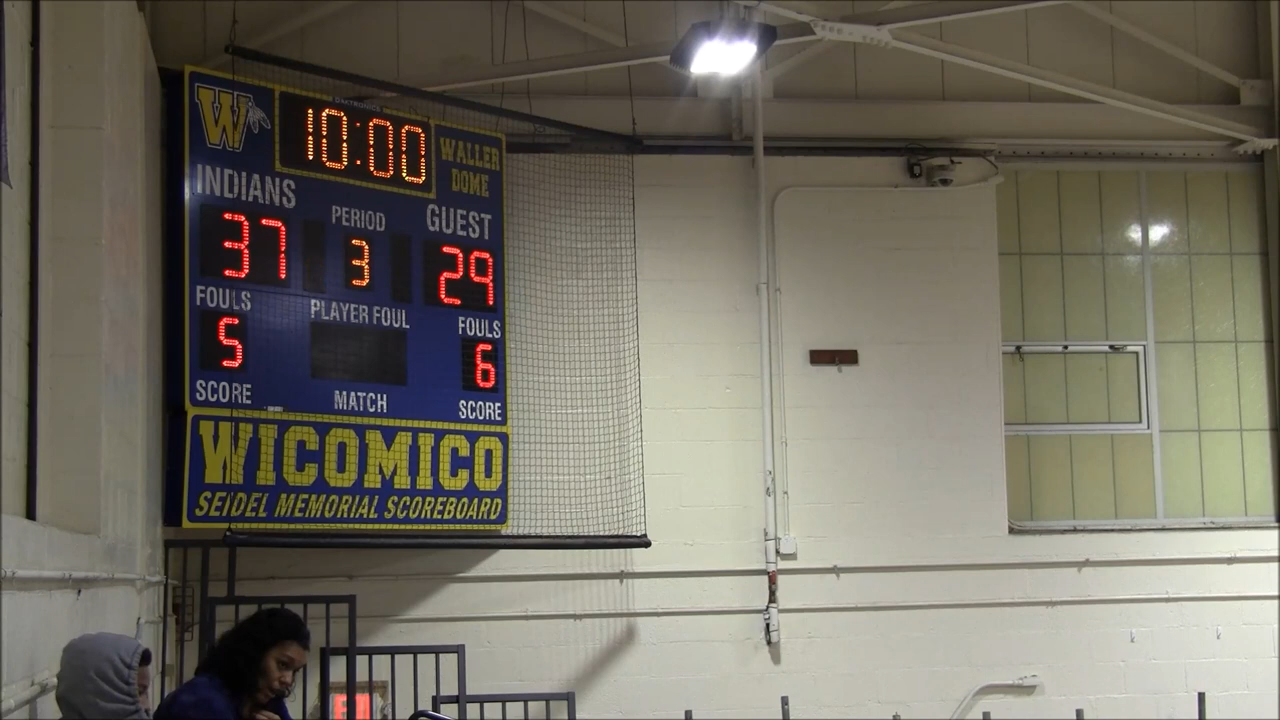 W
DAKTRONICS
10:00
WALLER
DOME
INDIANS
PERIOD
GUEST
37
3
29
FOULS
PLAYER FOUL
FOULS
5
6
SCORE
MATCH
SCORE
WICOMICO
SEIDEL MEMORIAL SCOREBOARD